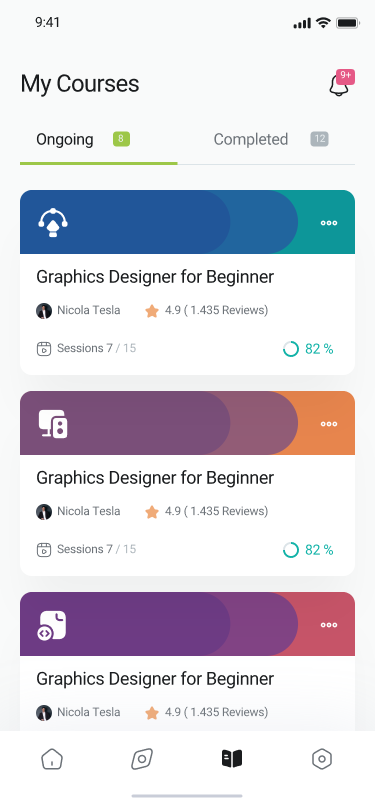 9:41
My Courses
9+
Ongoing 8 Completed 12
Graphics Designer for Beginner
Nicola Tesla 4.9 ( 1.435 Reviews)
Sessions 7 / 15 82 %
Graphics Designer for Beginner
Nicola Tesla 4.9 ( 1.435 Reviews)
Sessions 7 / 15 82 %
Graphics Designer for Beginner
Nicola Tesla 4.9 ( 1.435 Reviews)